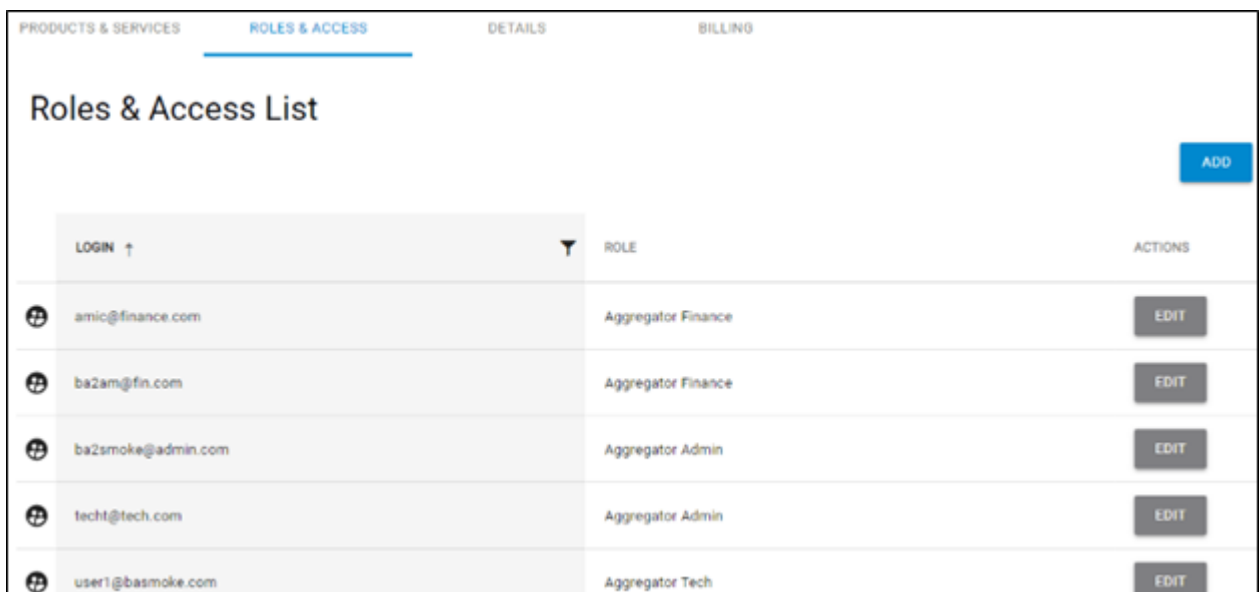 PRODUCTS & SERVICES ROLES & ACCESS DETAILS BILLING
Roles & Access List
ADD
LOGIN ↑ ROLE ACTIONS
amic@finance.com Aggregator Finance EDIT
ba2am@fin.com Aggregator Finance EDIT
ba2smoke@admin.com Aggregator Admin EDIT
techt@tech.com Aggregator Admin EDIT
user1@basmoke.com Aggregator Tech EDIT